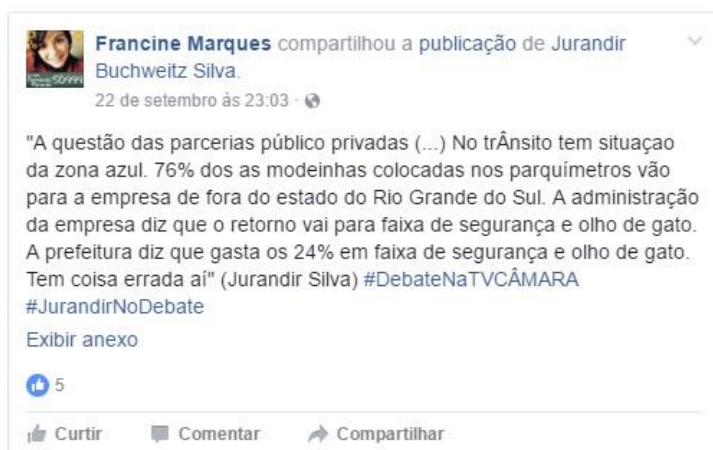 Francine Marques compartilhou a publicação de Jurandir
Buchweitz Silva.
22 de setembro às 23:03 ·
"A questão das parcerias público privadas (...) No trÂnsito tem situaçao
da zona azul. 76% dos as modeinhas colocadas nos parquímetros vão
para a empresa de fora do estado do Rio Grande do Sul. A administração
da empresa diz que o retorno vai para faixa de segurança e olho de gato.
A prefeitura diz que gasta os 24% em faixa de segurança e olho de gato.
Tem coisa errada aí" (Jurandir Silva) #DebateNaTVCÂMARA
#JurandirNoDebate
Exibir anexo
5
Curtir Comentar Compartilhar